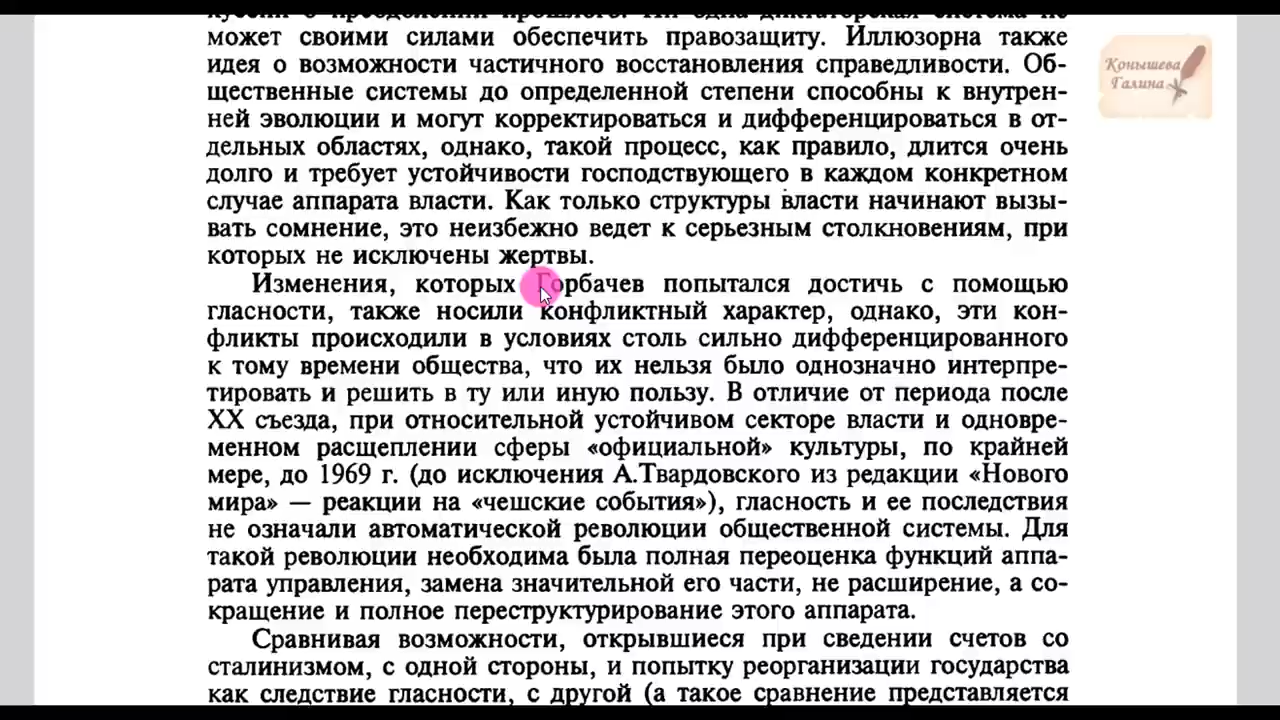 может своими силами обеспечить правозащиту. Иллюзорна также
идея о возможности частичного восстановления справедливости. Об-
щественные системы до определенной степени способны к внутрен-
ней эволюции и могут корректироваться и дифференцироваться в от-
дельных областях, однако, такой процесс, как правило, длится очень
долго и требует устойчивости господствующего в каждом конкретном
случае аппарата власти. Как только структуры власти начинают вызы-
вать сомнение, это неизбежно ведет к серьезным столкновениям, при
которых не исключены жертвы.
Изменения, которых Горбачев попытался достичь с помощью
гласности, также носили конфликтный характер, однако, эти кон-
фликты происходили в условиях столь сильно дифференцированного
к тому времени общества, что их нельзя было однозначно интерпре-
тировать и решить в ту или иную пользу. В отличие от периода после
XX съезда, при относительной устойчивом секторе власти и одновре-
менном расщеплении сферы «официальной» культуры, по крайней
мере, до 1969 г. (до исключения А.Твардовского из редакции «Нового
мира» — реакции на «чешские события»), гласность и ее последствия
не означали автоматической революции общественной системы. Для
такой революции необходима была полная переоценка функций аппа-
рата управления, замена значительной его части, не расширение, а со-
кращение и полное переструктурирование этого аппарата.
Сравнивая возможности, открывшиеся при сведении счетов со
сталинизмом, с одной стороны, и попытку реорганизации государства
как следствие гласности, с другой (а такое сравнение представляется
Конышева
Галина